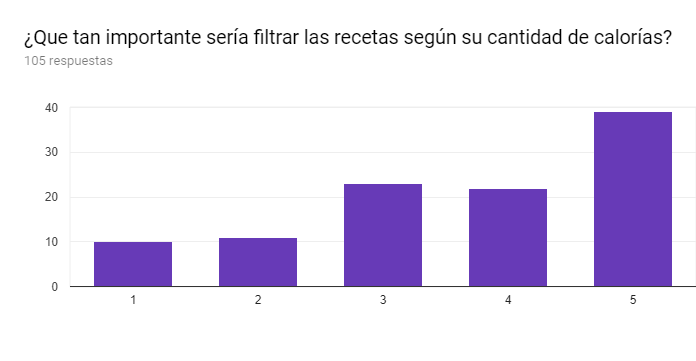 ¿Que tan importante sería filtrar las recetas según su cantidad de calorías?
105 respuestas
40
30
20
10
0
1 2 3 4 5